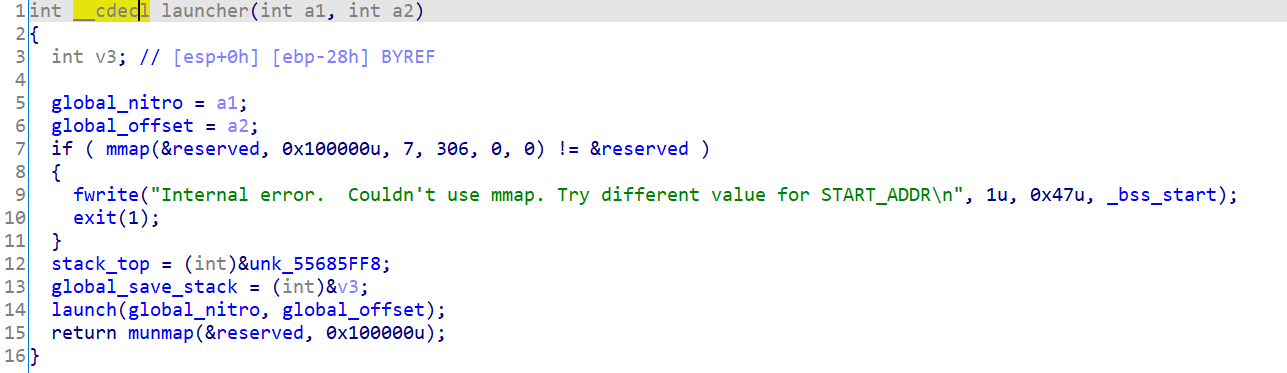 1 int __cdecl launcher(int a1, int a2)
2 {
3   int v3; // [esp+0h] [ebp-28h] BYREF
4
5   global_nitro = a1;
6   global_offset = a2;
7   if ( mmap(&reserved, 0x100000u, 7, 306, 0, 0) != &reserved )
8   {
9     fwrite("Internal error.  Couldn't use mmap. Try different value for START_ADDR\n", 1u, 0x47u, _bss_start);
10     exit(1);
11   }
12   stack_top = (int)&unk_55685FF8;
13   global_save_stack = (int)&v3;
14   launch(global_nitro, global_offset);
15   return munmap(&reserved, 0x100000u);
16 }